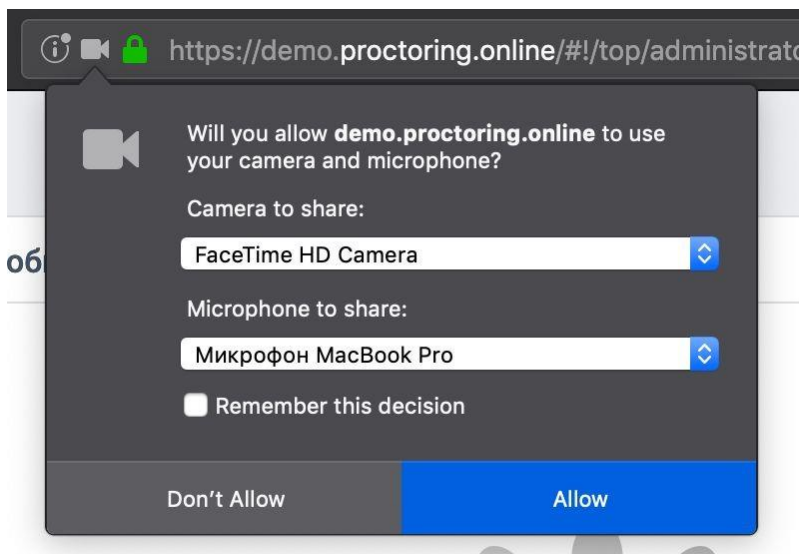 https://demo.proctoring.online/#!/top/administrato
Will you allow demo.proctoring.online to use
your camera and microphone?
Camera to share:
FaceTime HD Camera
Microphone to share:
Микрофон MacBook Pro
Remember this decision
Don’t Allow
Allow